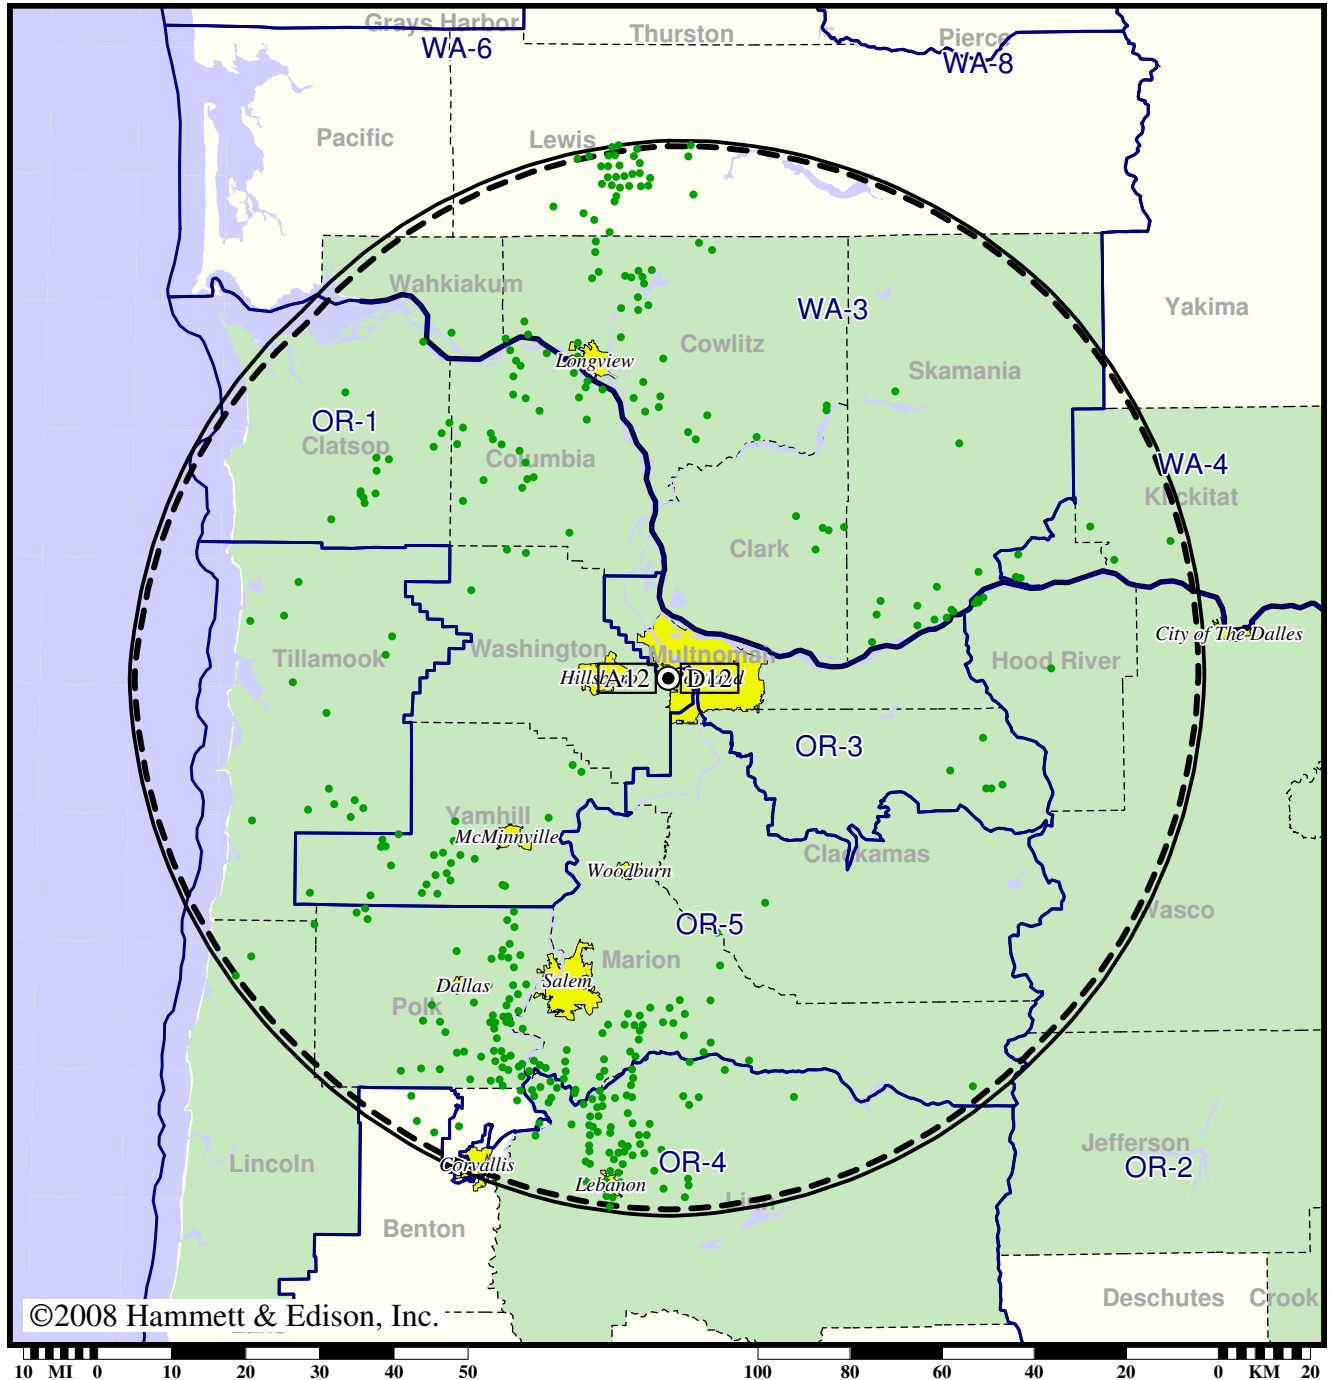 Grays Harbor
Thurston
Pierce
WA-6
WA-8
Pacific
Lewis
Wahkiakum
WA-3
Yakima
Cowlitz
Longview
Skamania
OR-1
Clatsop
Columbia
WA-4
Klickitat
Clark
City of The Dalles
Washington
Multnomah
Tillamook
Hood River
Hillsboro
A12
D12
OR-3
Yamhill
McMinnville
Clackamas
Woodburn
Wasco
OR-5
Marion
Dallas
Salem
Polk
Jefferson
OR-2
Lincoln
Corvallis
OR-4
Lebanon
Linn
Benton
Deschutes
Crook
©2008 Hammett & Edison, Inc.
10 MI 0 10 20 30 40 50
100 80 60 40 20 0 KM 20